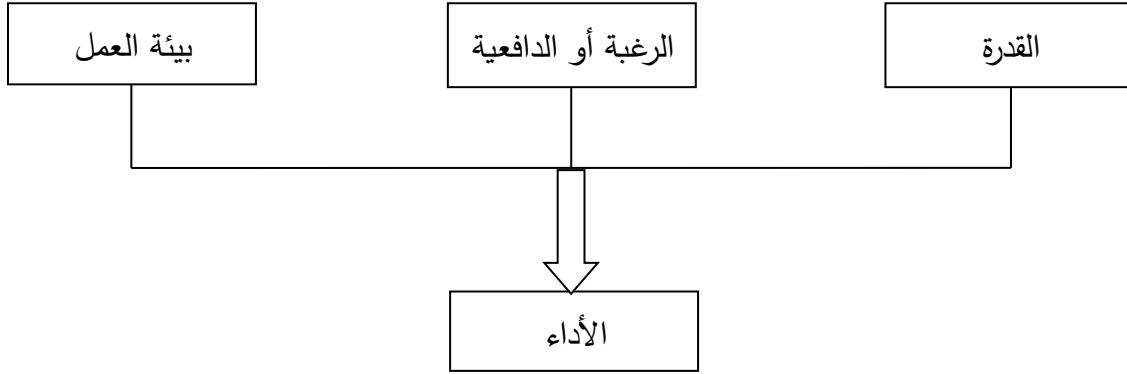 القدرة
الرغبة أو الدافعية
بيئة العمل
الأداء